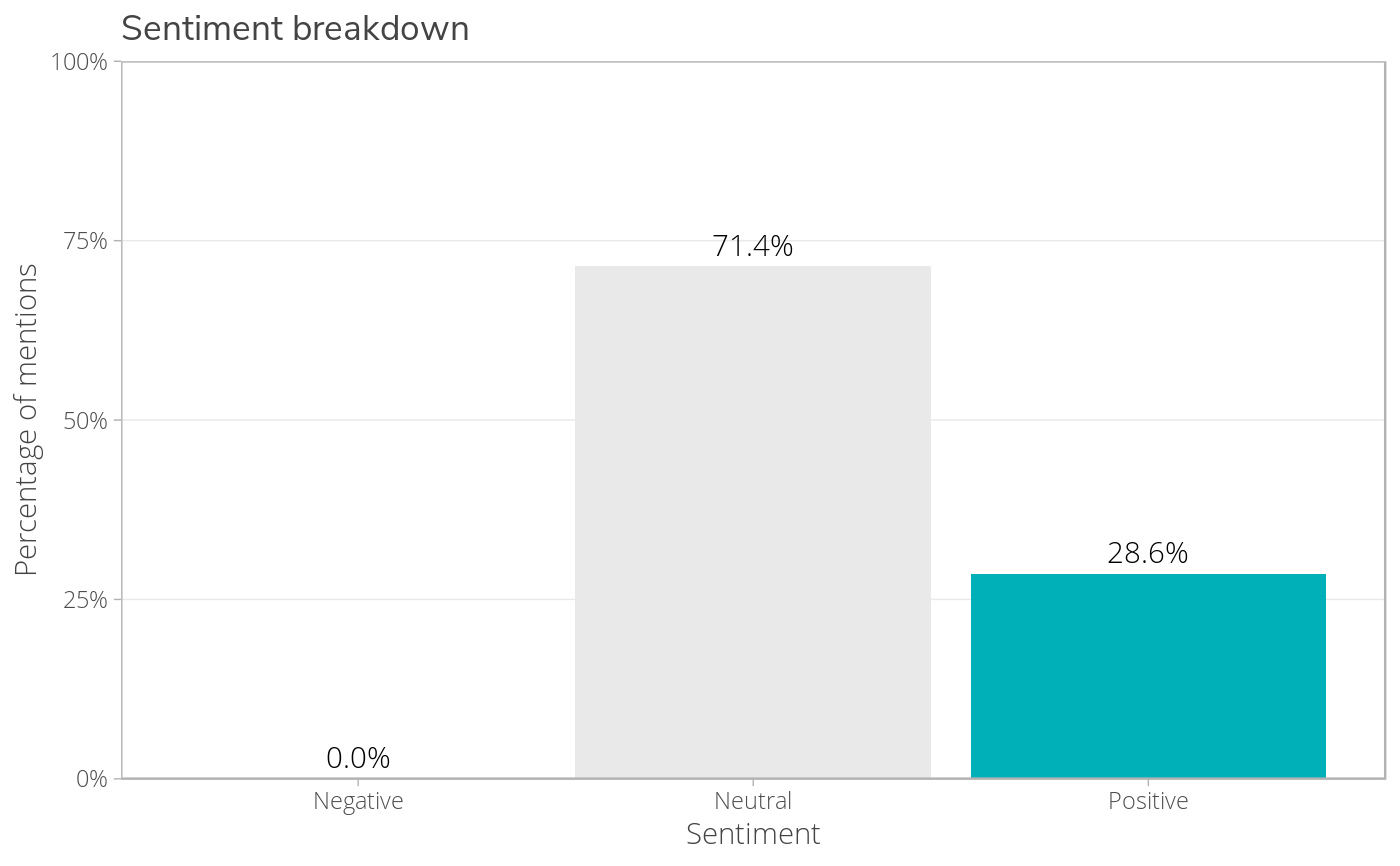 Sentiment breakdown
100%
75%
50%
25%
0%
Percentage of mentions
0.0%
71.4%
28.6%
Negative
Neutral
Positive
Sentiment